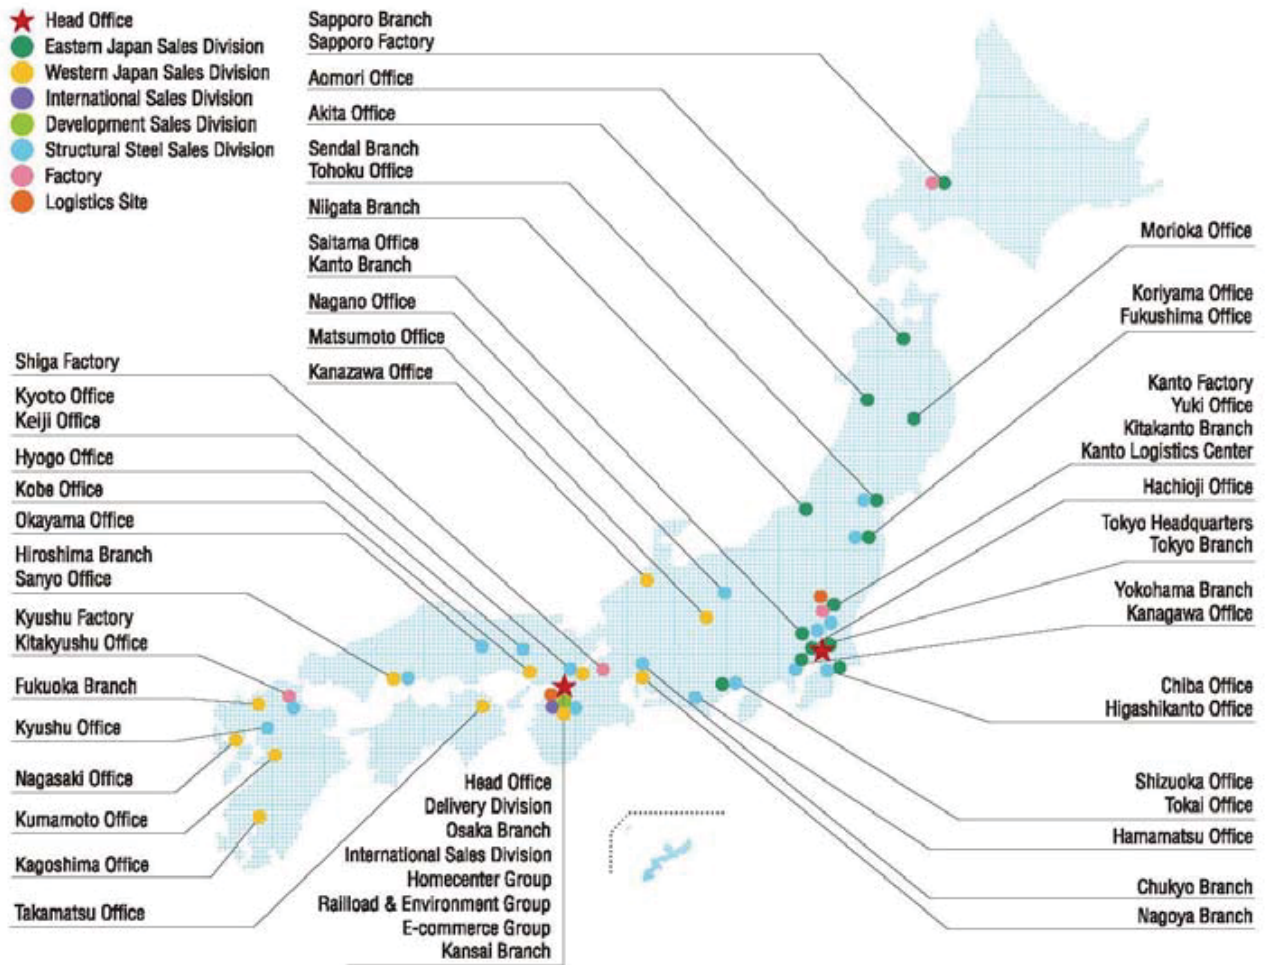 Head Office
Eastern Japan Sales Division
Western Japan Sales Division
International Sales Division
Development Sales Division
Structural Steel Sales Division
Factory
Logistics Site
Sapporo Branch
Sapporo Factory
Aomori Office
Akita Office
Sendal Branch
Tohoku Office
Niigata Branch
Saitama Office
Kanto Branch
Nagano Office
Matsumoto Office
Kanazawa Office
Shiga Factory
Kyoto Office
Keiji Office
Hyogo Office
Kobe Office
Okayama Office
Hiroshima Branch
Sanyo Office
Kyushu Factory
Kitakyushu Office
Fukuoka Branch
Kyushu Office
Nagasaki Office
Kumamoto Office
Kagoshima Office
Takamatsu Office
Head Office
Delivery Division
Osaka Branch
International Sales Division
Homecenter Group
Railload & Environment Group
E-commerce Group
Kansai Branch
Morioka Office
Koriyama Office
Fukushima Office
Kanto Factory
Yuki Office
Kitakanto Branch
Kanto Logistics Center
Hachioji Office
Tokyo Headquarters
Tokyo Branch
Yokohama Branch
Kanagawa Office
Chiba Office
Higashikanto Office
Shizuoka Office
Tokai Office
Hamamatsu Office
Chukyo Branch
Nagoya Branch